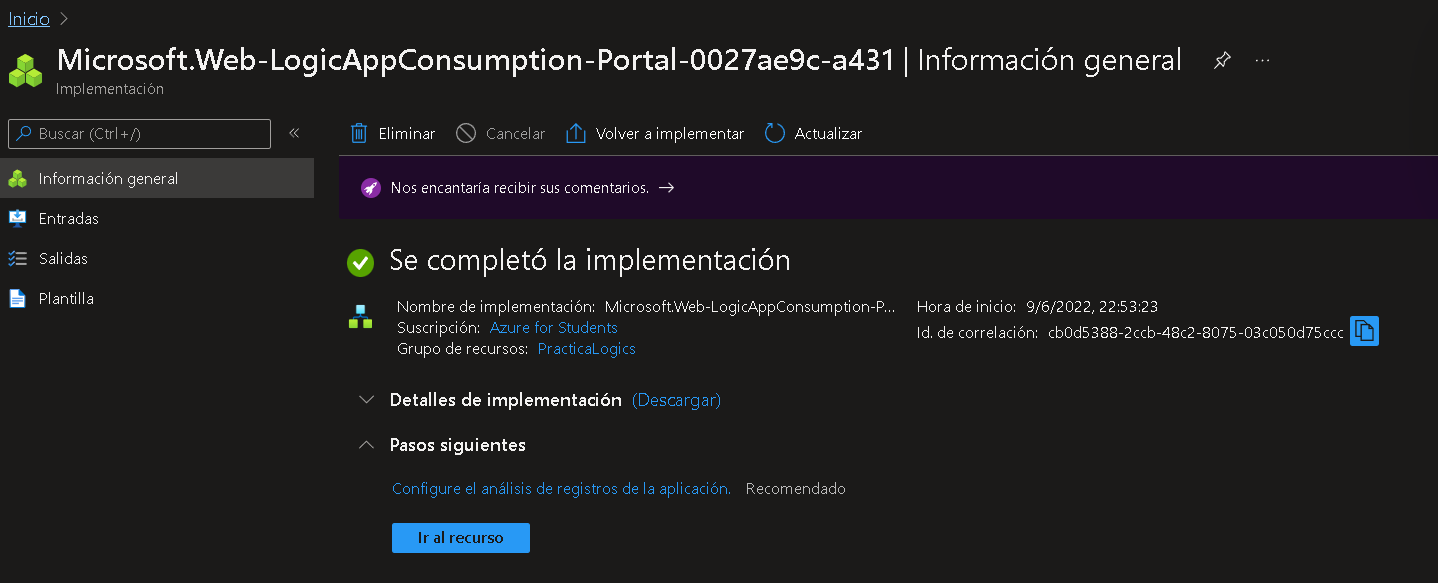 Inicio
Microsoft.Web-LogicAppConsumption-Portal-0027ae9c-a431 | Información general
Implementación
Buscar (Ctrl+/)
Eliminar Cancelar Volver a implementar Actualizar
Información general
Entradas
Salidas
Plantilla
Nos encantaría recibir sus comentarios.
Se completó la implementación
Nombre de implementación: Microsoft.Web-LogicAppConsumption-P...
Suscripción: Azure for Students
Grupo de recursos: PracticaLogics
Hora de inicio: 9/6/2022, 22:53:23
Id. de correlación: cb0d5388-2ccb-48c2-8075-03c050d75ccc
Detalles de implementación (Descargar)
Pasos siguientes
Configure el análisis de registros de la aplicación. Recomendado
Ir al recurso